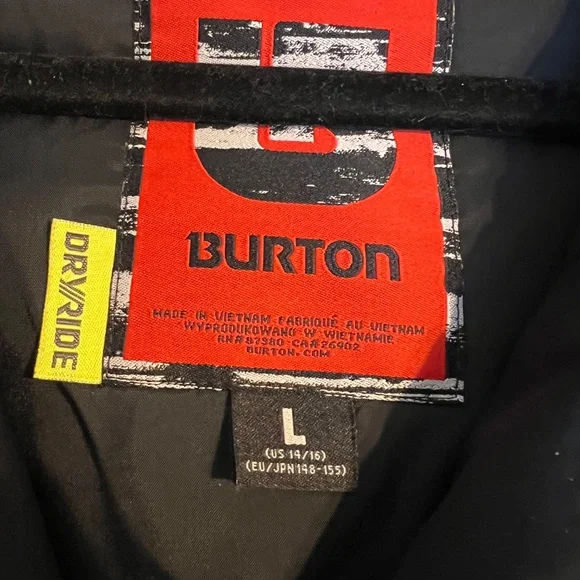 BURTON
MADE IN VIETNAM FABRIQUÉ AU VIETNAM
WYPRODUKOWANO W WIETNAMIE
RN# 87380 - CA# 26902
BURTON.COM
DRY///RIDE
L
(US 14/16)
(EU/JPN 148-155)